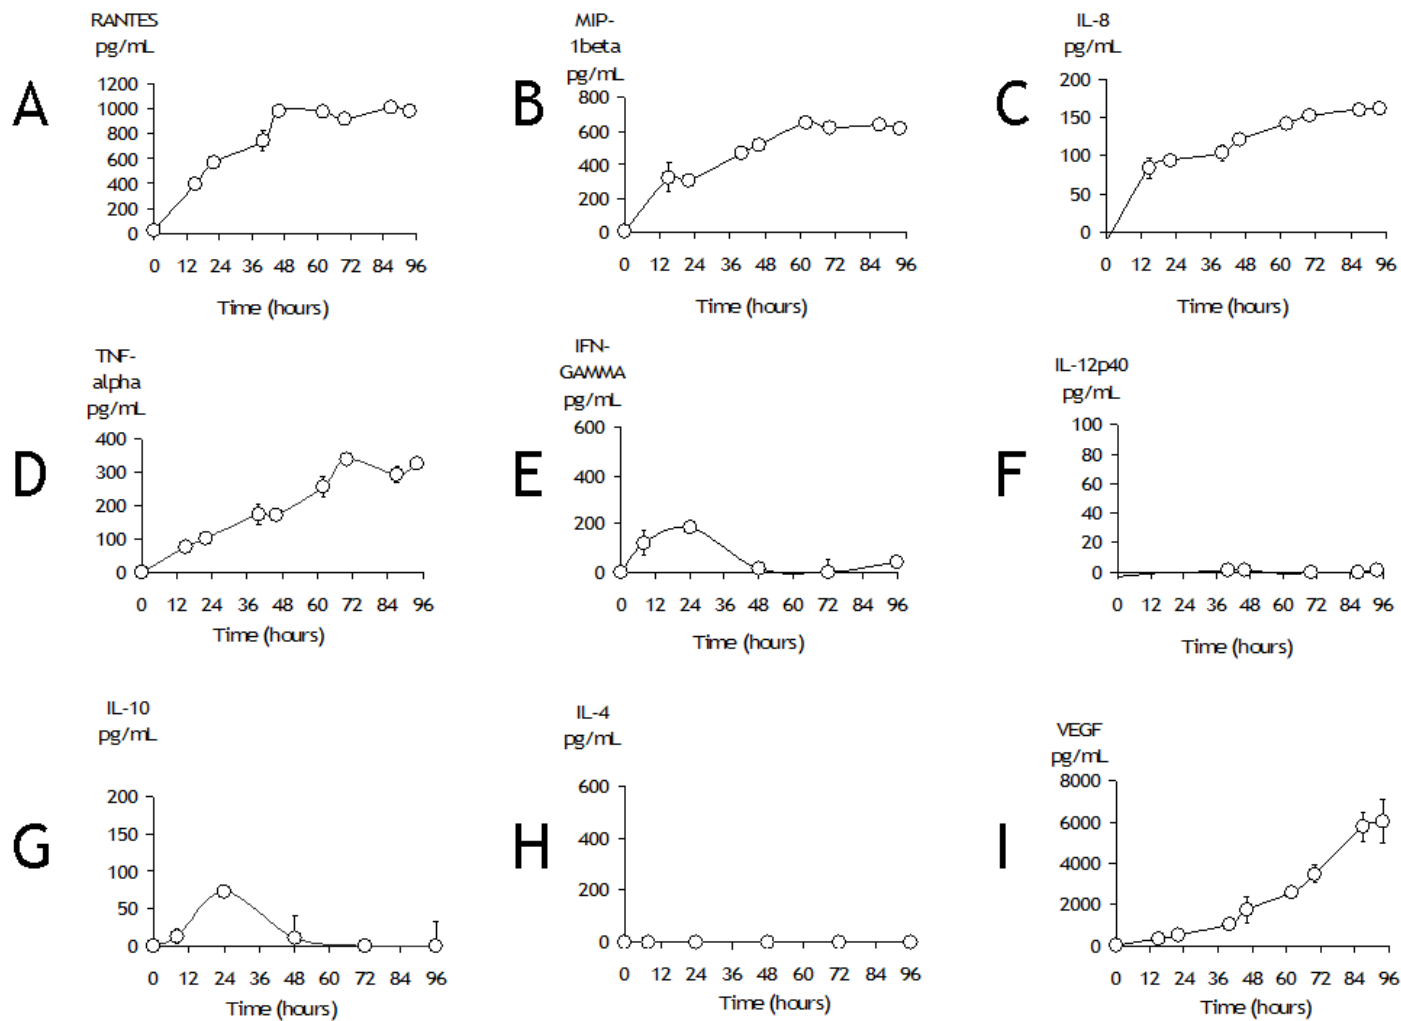 RANTES
pg/mL
A
1200
1000
800
600
400
200
0
0 12 24 36 48 60 72 84 96
Time (hours)
MIP-
1beta
pg/mL
B
800
600
400
200
0
0 12 24 36 48 60 72 84 96
Time (hours)
IL-8
pg/mL
C
200
150
100
50
0
0 12 24 36 48 60 72 84 96
Time (hours)
TNF-
alpha
pg/mL
D
400
300
200
100
0
0 12 24 36 48 60 72 84 96
Time (hours)
IFN-
GAMMA
pg/mL
E
600
400
200
0
0 12 24 36 48 60 72 84 96
Time (hours)
IL-12p40
pg/mL
F
100
80
60
40
20
0
0 12 24 36 48 60 72 84 96
Time (hours)
IL-10
pg/mL
G
200
150
100
50
0
0 12 24 36 48 60 72 84 96
Time (hours)
IL-4
pg/mL
H
600
400
200
0
0 12 24 36 48 60 72 84 96
Time (hours)
VEGF
pg/mL
I
8000
6000
4000
2000
0
0 12 24 36 48 60 72 84 96
Time (hours)